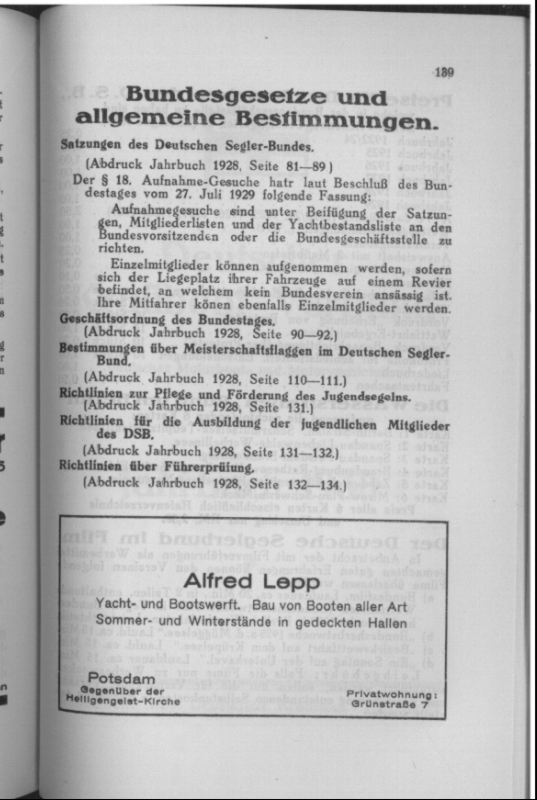 139
Bundesgesetze und
allgemeine Bestimmungen.
Satzungen des Deutschen Segler-Bundes.
(Abdruck Jahrbuch 1928, Seite 81—89)
Der § 18. Aufnahme-Gesuche hatr laut Beschluß des Bun-
destages vom 27. Juli 1929 folgende Fassung:
Aufnahmegesuche sind unter Beifügung der Satzun-
gen, Mitgliederlisten und der Yachtbestandsliste an den
Bundesvorsitzenden oder die Bundesgeschäftsstelle zu
richten.
Einzelmitglieder können aufgenommen werden, sofern
sich der Liegeplatz ihrer Fahrzeuge auf einem Revier
befindet, an welchem kein Bundesverein ansässig ist.
Ihre Mitfahrer könen ebenfalls Einzelmitglieder werden.
Geschäftsordnung des Bundestages.
(Abdruck Jahrbuch 1928, Seite 90—92.)
Bestimmungen über Meisterschaftsflaggen im Deutschen Segler-
Bund.
(Abdruck Jahrbuch 1928, Seite 110—111.)
Richtlinien zur Pflege und Förderung des Jugendsegelns.
(Abdruck Jahrbuch 1928, Seite 131.)
Richtlinien für die Ausbildung der jugendlichen Mitglieder
des DSB.
(Abdruck Jahrbuch 1928, Seite 131—132.)
Richtlinien über Führerprüfung.
(Abdruck Jahrbuch 1928, Seite 132—134.)
Alfred Lepp
Yacht- und Bootswerft. Bau von Booten aller Art
Sommer- und Winterstände in gedeckten Hallen
Potsdam
Gegenüber der
Heiligengeist-Kirche
Privatwohnung:
Grünstraße 7